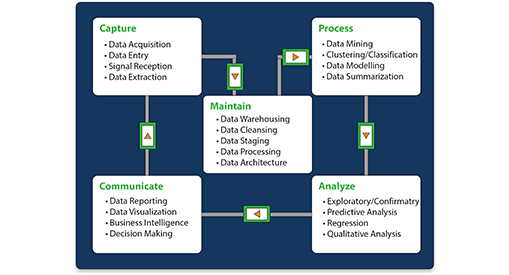 Capture
• Data Acquisition
• Data Entry
• Signal Reception
• Data Extraction
Process
• Data Mining
• Clustering/Classification
• Data Modelling
• Data Summarization
Maintain
• Data Warehousing
• Data Cleansing
• Data Staging
• Data Processing
• Data Architecture
Communicate
• Data Reporting
• Data Visualization
• Business Intelligence
• Decision Making
Analyze
• Exploratory/Confirmatry
• Predictive Analysis
• Regression
• Qualitative Analysis